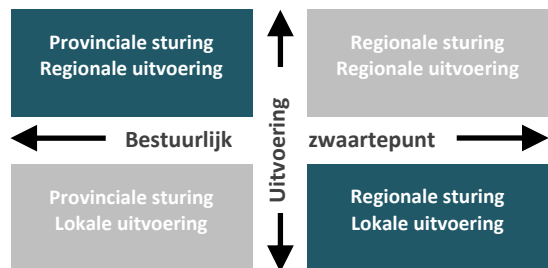 Provinciale sturing
Regionale uitvoering
Regionale sturing
Regionale uitvoering
Bestuurlijk zwaartepunt
Uitvoering
Provinciale sturing
Lokale uitvoering
Regionale sturing
Lokale uitvoering